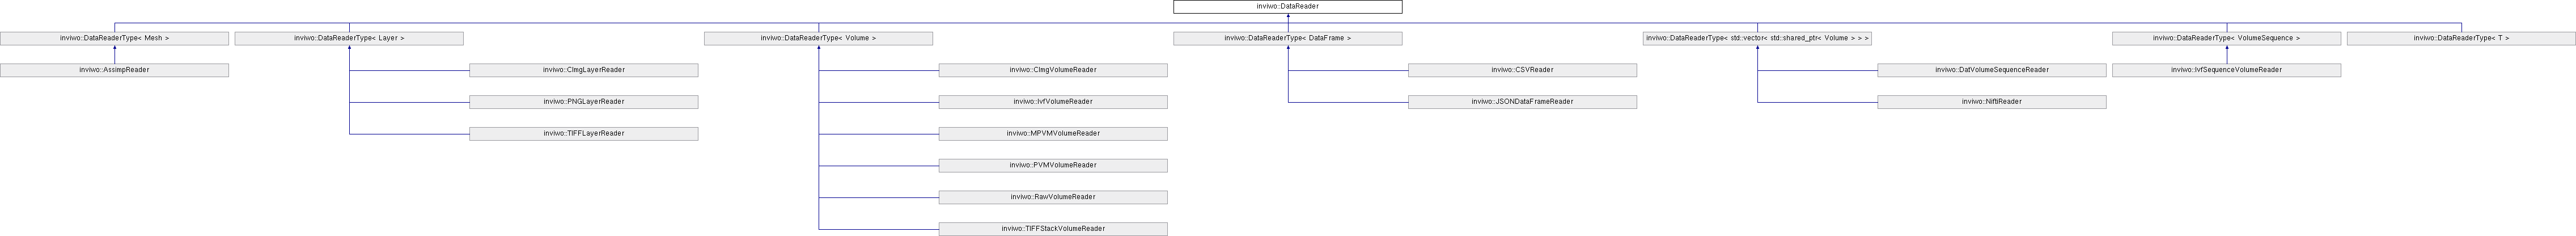 inviwo::DataReader
inviwo::DataReaderType< Mesh >
inviwo::DataReaderType< Layer >
inviwo::DataReaderType< Volume >
inviwo::DataReaderType< DataFrame >
inviwo::DataReaderType< std::vector< std::shared_ptr< Volume > > >
inviwo::DataReaderType< VolumeSequence >
inviwo::DataReaderType< T >
inviwo::AssimpReader
inviwo::CImgLayerReader
inviwo::CImgVolumeReader
inviwo::CSVReader
inviwo::DatVolumeSequenceReader
inviwo::IvfSequenceVolumeReader
inviwo::PNGLayerReader
inviwo::IvfVolumeReader
inviwo::JSONDataFrameReader
inviwo::NiftiReader
inviwo::TIFFLayerReader
inviwo::MPVMVolumeReader
inviwo::PVMVolumeReader
inviwo::RawVolumeReader
inviwo::TIFFStackVolumeReader